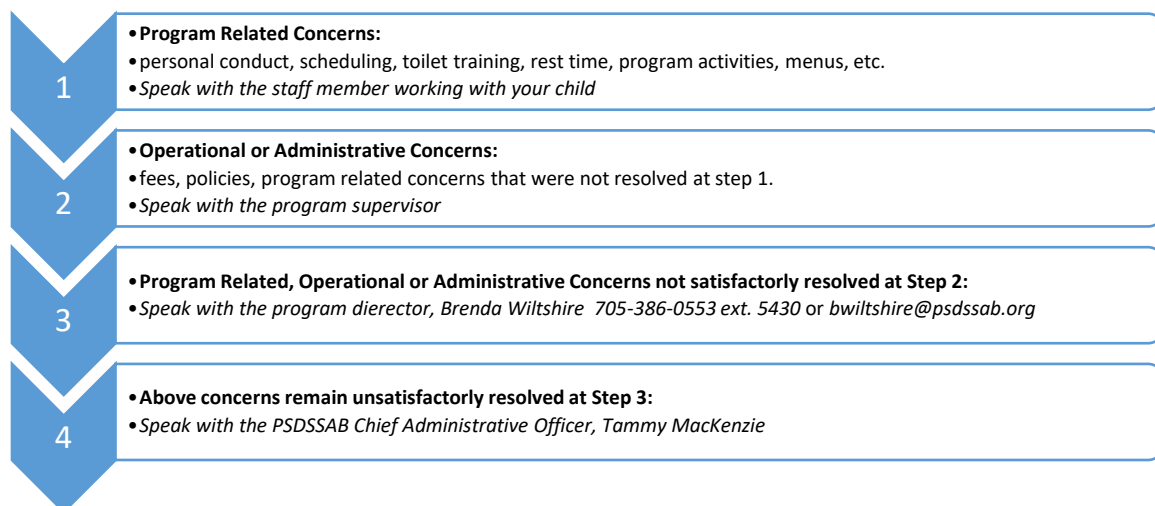 1
•Program Related Concerns:
•personal conduct, scheduling, toilet training, rest time, program activities, menus, etc.
•Speak with the staff member working with your child
2
•Operational or Administrative Concerns:
•fees, policies, program related concerns that were not resolved at step 1.
•Speak with the program supervisor
3
•Program Related, Operational or Administrative Concerns not satisfactorily resolved at Step 2:
•Speak with the program dierector, Brenda Wiltshire 705-386-0553 ext. 5430 or bwiltshire@psdssab.org
4
•Above concerns remain unsatisfactorly resolved at Step 3:
•Speak with the PSDSSAB Chief Administrative Officer, Tammy MacKenzie